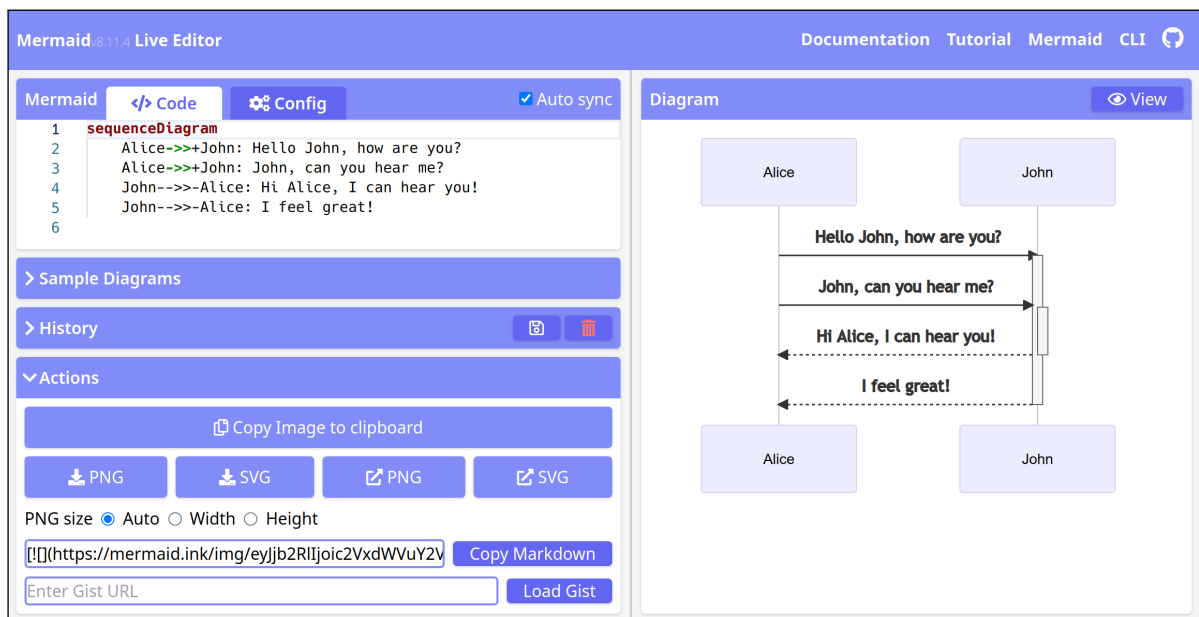 Mermaidv8.11.4 Live Editor
Documentation Tutorial Mermaid CLI
Mermaid
Code
Config
Auto sync
1 sequenceDiagram
2 Alice->>+John: Hello John, how are you?
3 Alice->>+John: John, can you hear me?
4 John-->>-Alice: Hi Alice, I can hear you!
5 John-->>-Alice: I feel great!
6
Sample Diagrams
History
Actions
Copy Image to clipboard
PNG SVG PNG SVG
PNG size Auto Width Height
[![](https://mermaid.ink/img/eyJjb2RlIjoic2VxdWVuY2V
Copy Markdown
Enter Gist URL
Load Gist
Diagram
View
Alice John
Hello John, how are you?
John, can you hear me?
Hi Alice, I can hear you!
I feel great!
Alice John